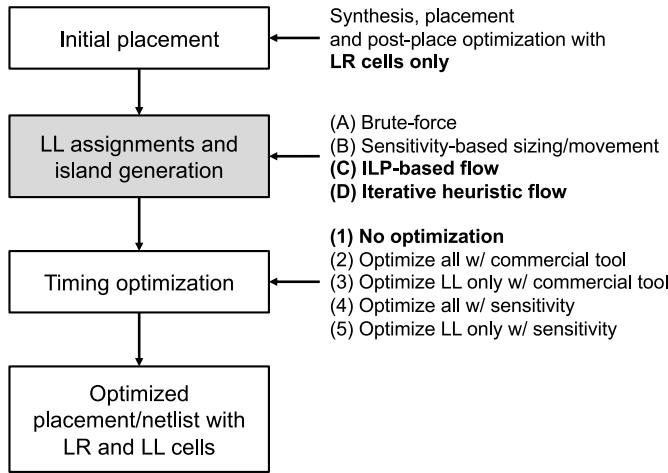 Initial placement
Synthesis, placement
and post-place optimization with
LR cells only
LL assignments and
island generation
(A) Brute-force
(B) Sensitivity-based sizing/movement
(C) ILP-based flow
(D) Iterative heuristic flow
Timing optimization
(1) No optimization
(2) Optimize all w/ commercial tool
(3) Optimize LL only w/ commercial tool
(4) Optimize all w/ sensitivity
(5) Optimize LL only w/ sensitivity
Optimized
placement/netlist with
LR and LL cells